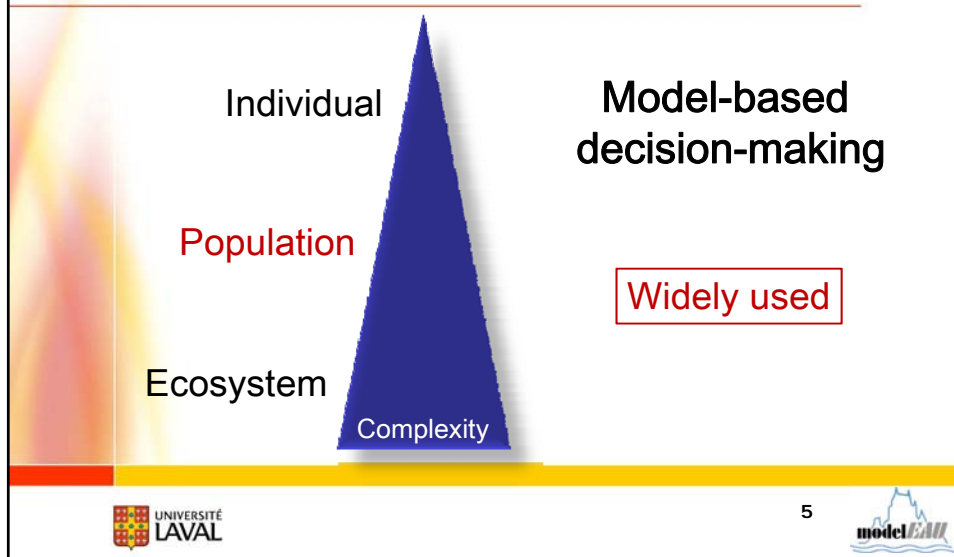 Individual
Model-based
decision-making
Population
Widely used
Ecosystem
Complexity
UNIVERSITÉ
LAVAL
5
modelEAU